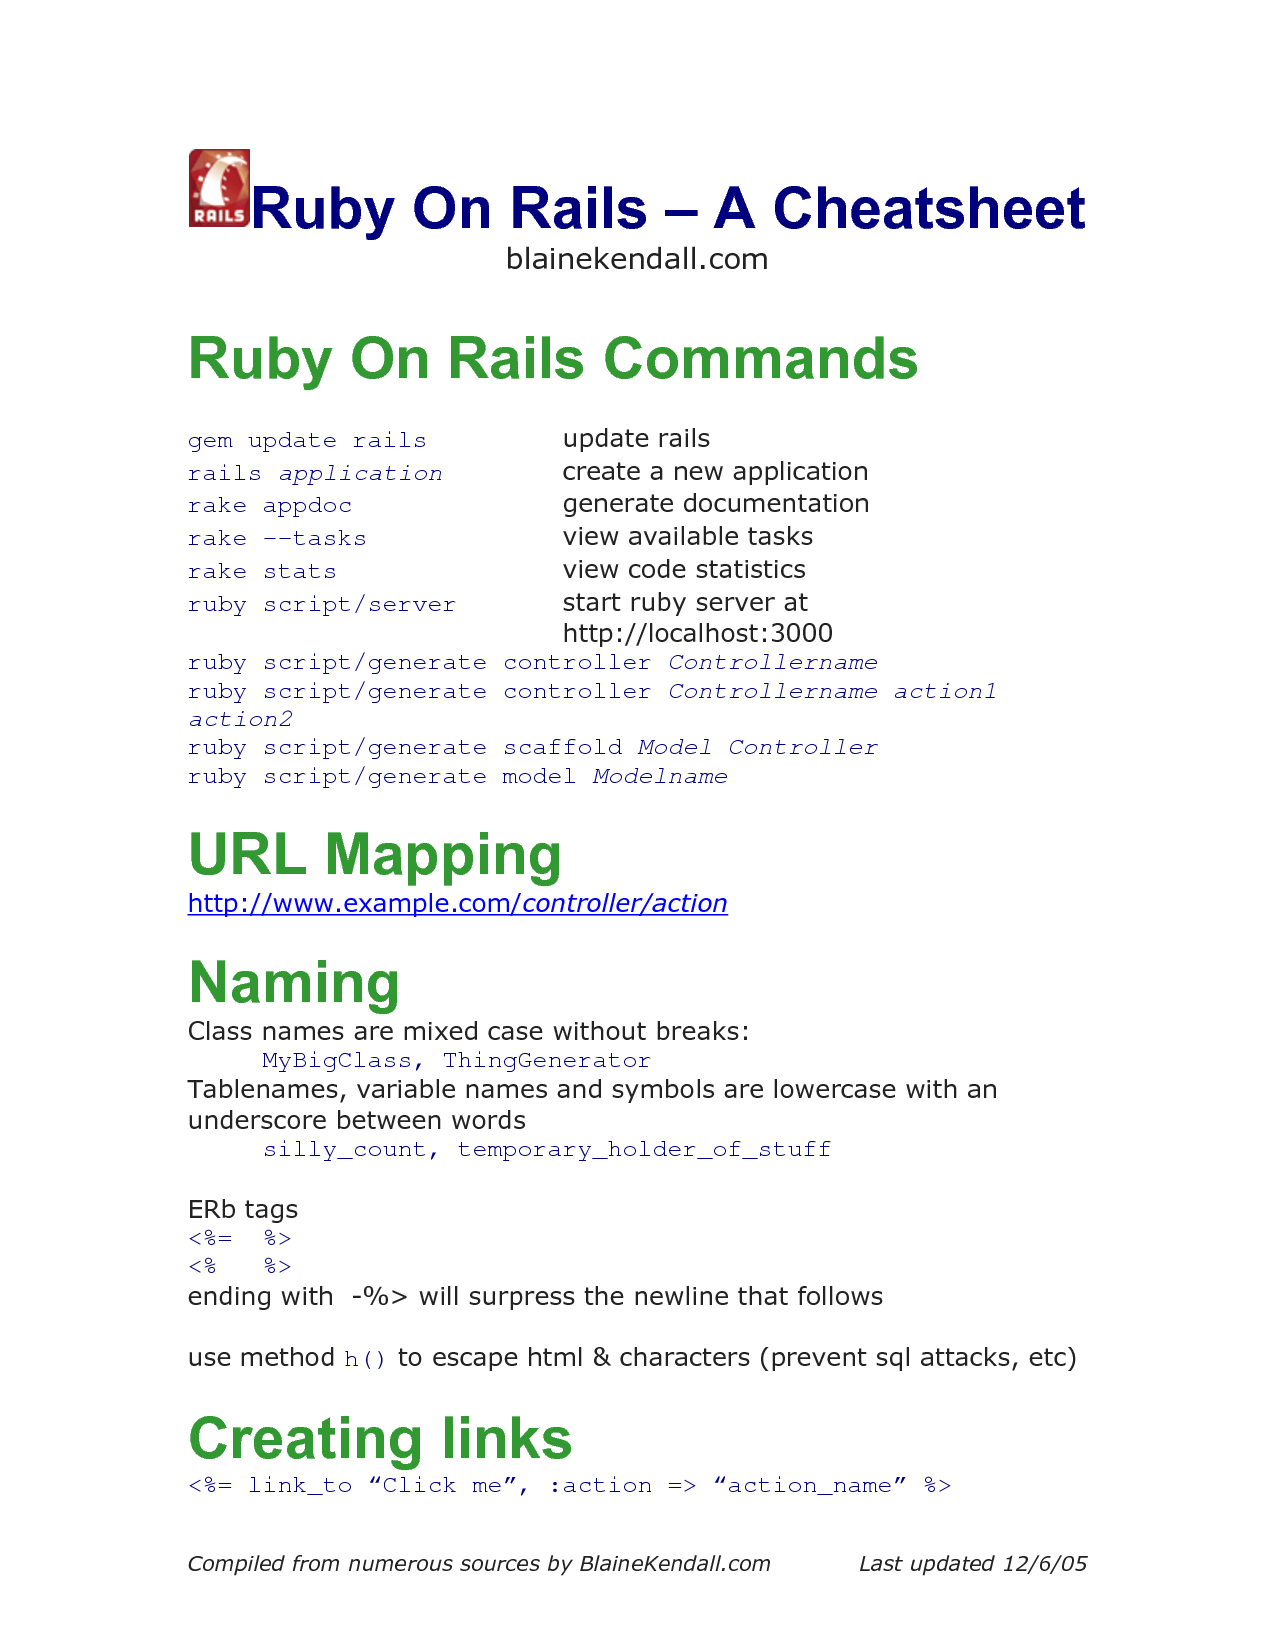 RAILS
Ruby On Rails – A Cheatsheet
blainekendall.com
Ruby On Rails Commands
gem update rails update rails
rails application create a new application
rake appdoc generate documentation
rake --tasks view available tasks
rake stats view code statistics
ruby script/server start ruby server at
http://localhost:3000
ruby script/generate controller Controllername
ruby script/generate controller Controllername action1
action2
ruby script/generate scaffold Model Controller
ruby script/generate model Modelname
URL Mapping
http://www.example.com/controller/action
Naming
Class names are mixed case without breaks:
MyBigClass, ThingGenerator
Tablenames, variable names and symbols are lowercase with an
underscore between words
silly_count, temporary_holder_of_stuff
ERb tags
<%=  %>
<%   %>
ending with  -%> will surpress the newline that follows
use method h() to escape html & characters (prevent sql attacks, etc)
Creating links
<%= link_to “Click me”, :action => “action_name” %>
Compiled from numerous sources by BlaineKendall.com Last updated 12/6/05